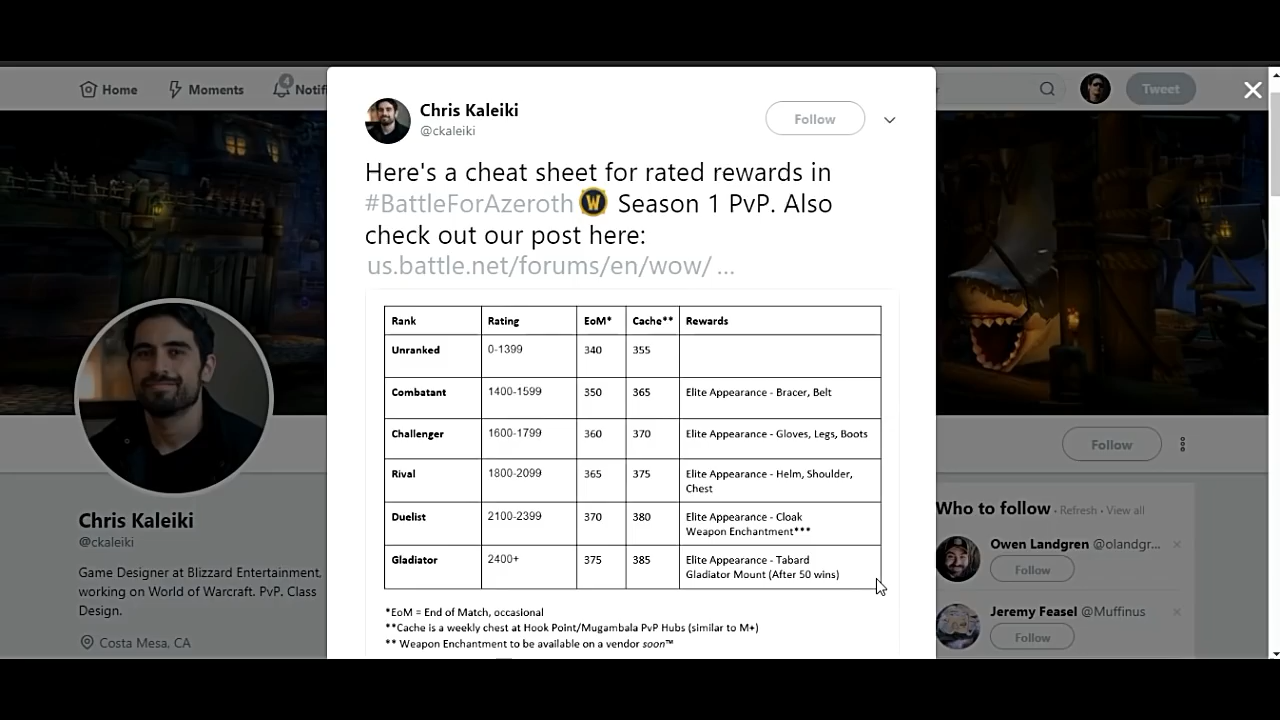 Home
Moments
4
Notifi
Tweet
Chris Kaleiki
@ckaleiki
Follow
Here's a cheat sheet for rated rewards in
#BattleForAzeroth W Season 1 PvP. Also
check out our post here:
us.battle.net/forums/en/wow/ ...
Rank Rating EoM* Cache** Rewards
Unranked 0-1399 340 355
Combatant 1400-1599 350 365 Elite Appearance - Bracer, Belt
Challenger 1600-1799 360 370 Elite Appearance - Gloves, Legs, Boots
Rival 1800-2099 365 375 Elite Appearance - Helm, Shoulder,
Chest
Duelist 2100-2399 370 380 Elite Appearance - Cloak
Weapon Enchantment***
Gladiator 2400+ 375 385 Elite Appearance - Tabard
Gladiator Mount (After 50 wins)
*EoM = End of Match, occasional
**Cache is a weekly chest at Hook Point/Mugambala PvP Hubs (similar to M+)
** Weapon Enchantment to be available on a vendor soon™
Chris Kaleiki
@ckaleiki
Game Designer at Blizzard Entertainment,
working on World of Warcraft. PvP. Class
Design.
Costa Mesa, CA
Follow
Who to follow · Refresh · View all
Owen Landgren @olandgr...
Follow
Jeremy Feasel @Muffinus
Follow